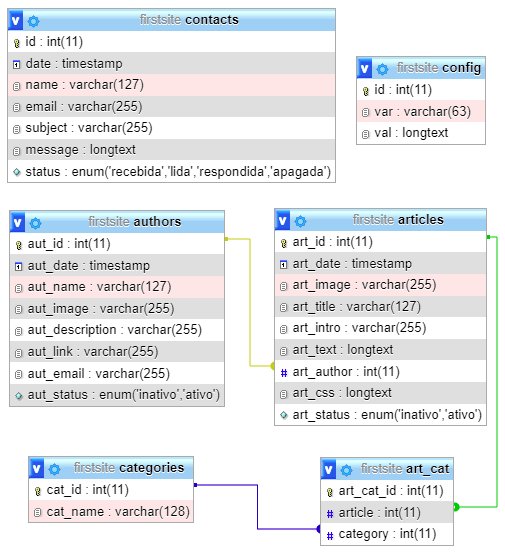 firstsite contacts
id : int(11)
date : timestamp
name : varchar(127)
email : varchar(255)
subject : varchar(255)
message : longtext
status : enum('recebida','lida','respondida','apagada')
firstsite config
id : int(11)
var : varchar(63)
val : longtext
firstsite authors
aut_id : int(11)
aut_date : timestamp
aut_name : varchar(127)
aut_image : varchar(255)
aut_description : varchar(255)
aut_link : varchar(255)
aut_email : varchar(255)
aut_status : enum('inativo','ativo')
firstsite articles
art_id : int(11)
art_date : timestamp
art_image : varchar(255)
art_title : varchar(127)
art_intro : varchar(255)
art_text : longtext
# art_author : int(11)
art_css : longtext
art_status : enum('inativo','ativo')
firstsite categories
cat_id : int(11)
cat_name : varchar(128)
firstsite art_cat
art_cat_id : int(11)
# article : int(11)
# category : int(11)